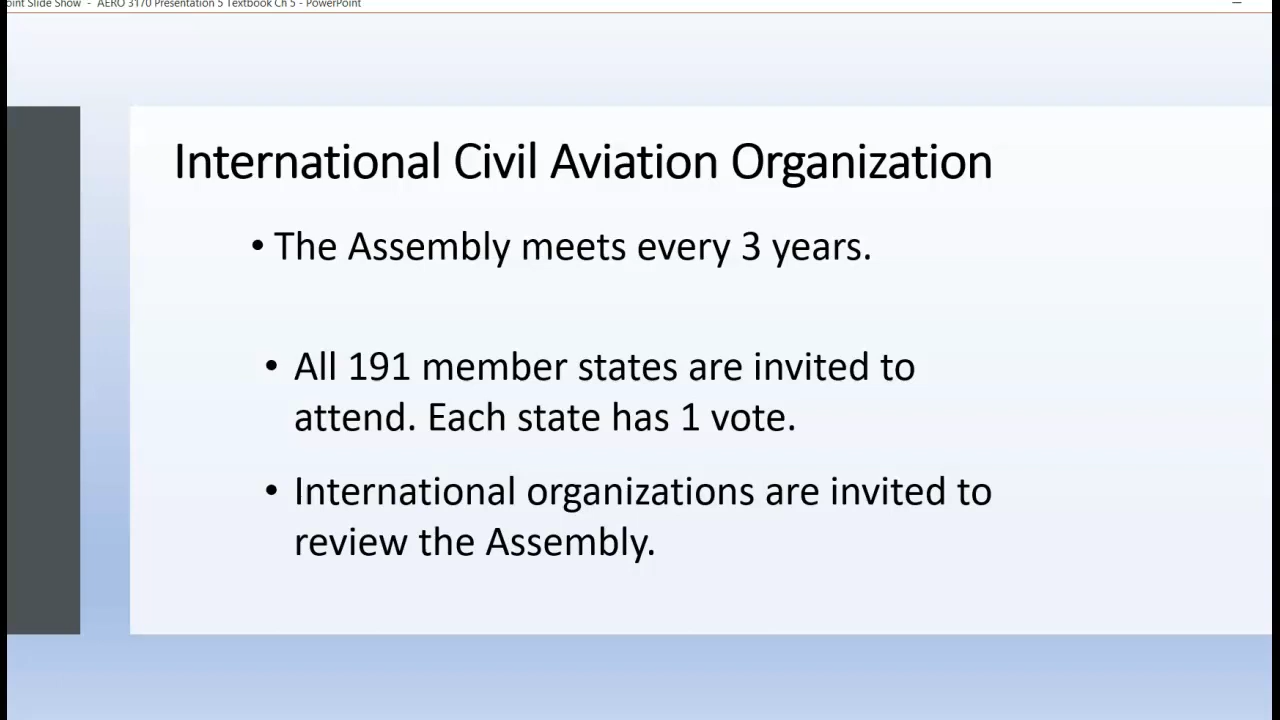 oint Slide Show - AERO 3170 Presentation 5 Textbook Ch 5 - PowerPoint
International Civil Aviation Organization
• The Assembly meets every 3 years.
• All 191 member states are invited to
attend. Each state has 1 vote.
• International organizations are invited to
review the Assembly.